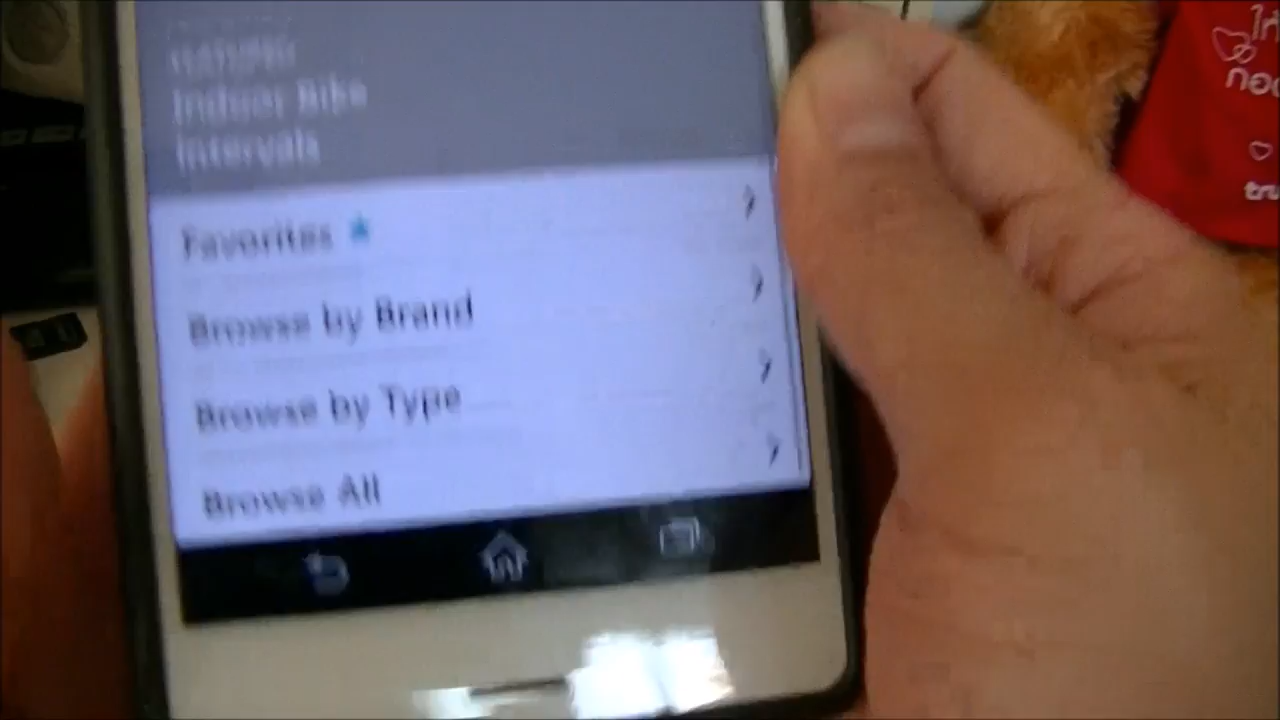 Indoor Bike
Intervals
Favorites
Browse by Brand
Browse by Type
Browse All